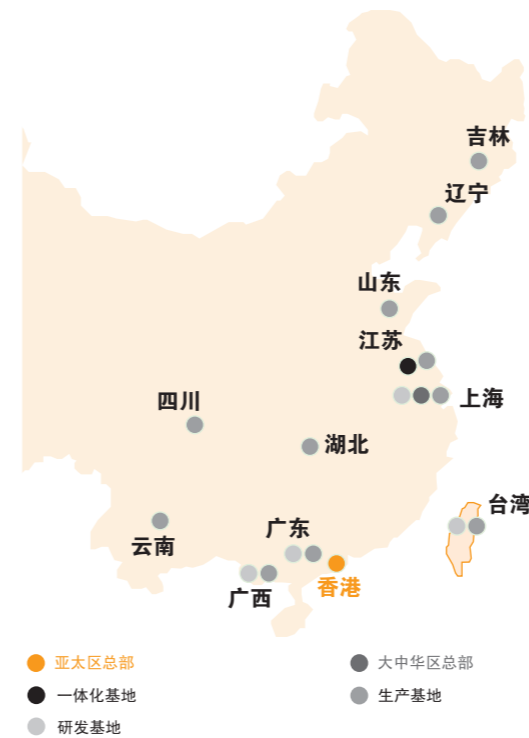 吉林
辽宁
山东
江苏
上海
四川
湖北
台湾
广东
云南
香港
广西
亚太区总部
大中华区总部
一体化基地
生产基地
研发基地